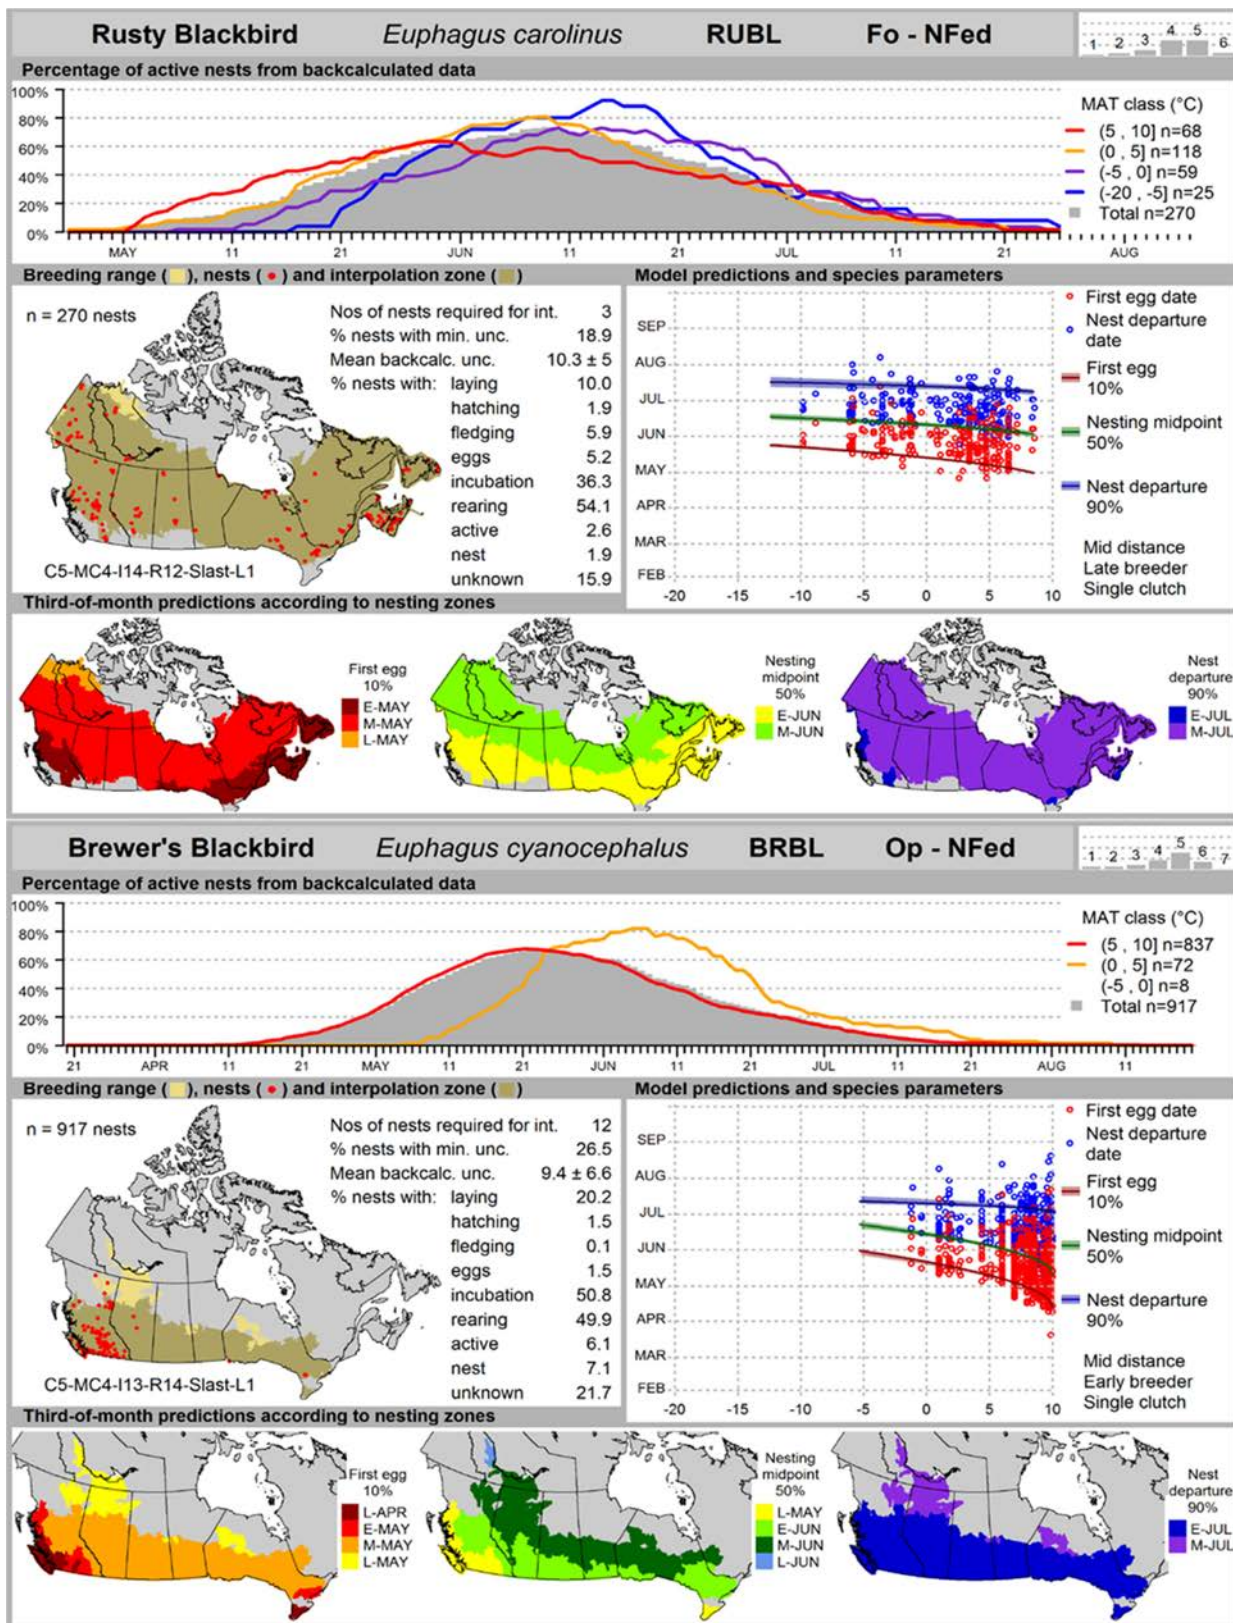 Rusty Blackbird Euphagus carolinus RUBL Fo - NFed
1 2 3 4 5 6
Percentage of active nests from backcalculated data
100%
80%
60%
40%
20%
0%
MAY 11 21 JUN 11 21 JUL 11 21 AUG
MAT class (°C)
(5 , 10] n=68
(0 , 5] n=118
(-5 , 0] n=59
(-20 , -5] n=25
Total n=270
Breeding range ( ), nests ( ) and interpolation zone ( )
n = 270 nests
Nos of nests required for int. 3
% nests with min. unc. 18.9
Mean backcalc. unc. 10.3 ± 5
% nests with: laying 10.0
hatching 1.9
fledging 5.9
eggs 5.2
incubation 36.3
rearing 54.1
active 2.6
nest 1.9
unknown 15.9
C5-MC4-I14-R12-Slast-L1
Model predictions and species parameters
SEP
AUG
JUL
JUN
MAY
APR
MAR
FEB
-20 -15 -10 -5 0 5 10
First egg date
Nest departure
date
First egg
10%
Nesting midpoint
50%
Nest departure
90%
Mid distance
Late breeder
Single clutch
Third-of-month predictions according to nesting zones
First egg
10%
E-MAY
M-MAY
L-MAY
Nesting
midpoint
50%
E-JUN
M-JUN
Nest
departure
90%
E-JUL
M-JUL
Brewer's Blackbird Euphagus cyanocephalus BRBL Op - NFed
1 2 3 4 5 6 7
Percentage of active nests from backcalculated data
100%
80%
60%
40%
20%
0%
21 APR 11 21 MAY 11 21 JUN 11 21 JUL 11 21 AUG 11
MAT class (°C)
(5 , 10] n=837
(0 , 5] n=72
(-5 , 0] n=8
Total n=917
Breeding range ( ), nests ( ) and interpolation zone ( )
n = 917 nests
Nos of nests required for int. 12
% nests with min. unc. 26.5
Mean backcalc. unc. 9.4 ± 6.6
% nests with: laying 20.2
hatching 1.5
fledging 0.1
eggs 1.5
incubation 50.8
rearing 49.9
active 6.1
nest 7.1
unknown 21.7
C5-MC4-I13-R14-Slast-L1
Model predictions and species parameters
SEP
AUG
JUL
JUN
MAY
APR
MAR
FEB
-20 -15 -10 -5 0 5 10
First egg date
Nest departure
date
First egg
10%
Nesting midpoint
50%
Nest departure
90%
Mid distance
Early breeder
Single clutch
Third-of-month predictions according to nesting zones
First egg
10%
L-APR
E-MAY
M-MAY
L-MAY
Nesting
midpoint
50%
L-MAY
E-JUN
M-JUN
L-JUN
Nest
departure
90%
E-JUL
M-JUL